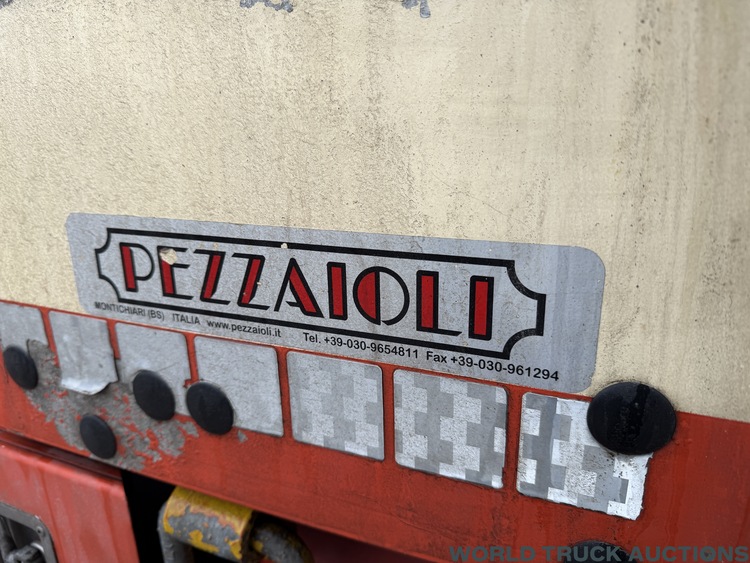 PEZZAIOLI
MONTICHIARI (BS) ITALIA www.pezzaioli.it
Tel. +39-030-9654811 Fax +39-030-961294
WORLD TRUCK AUCTIONS